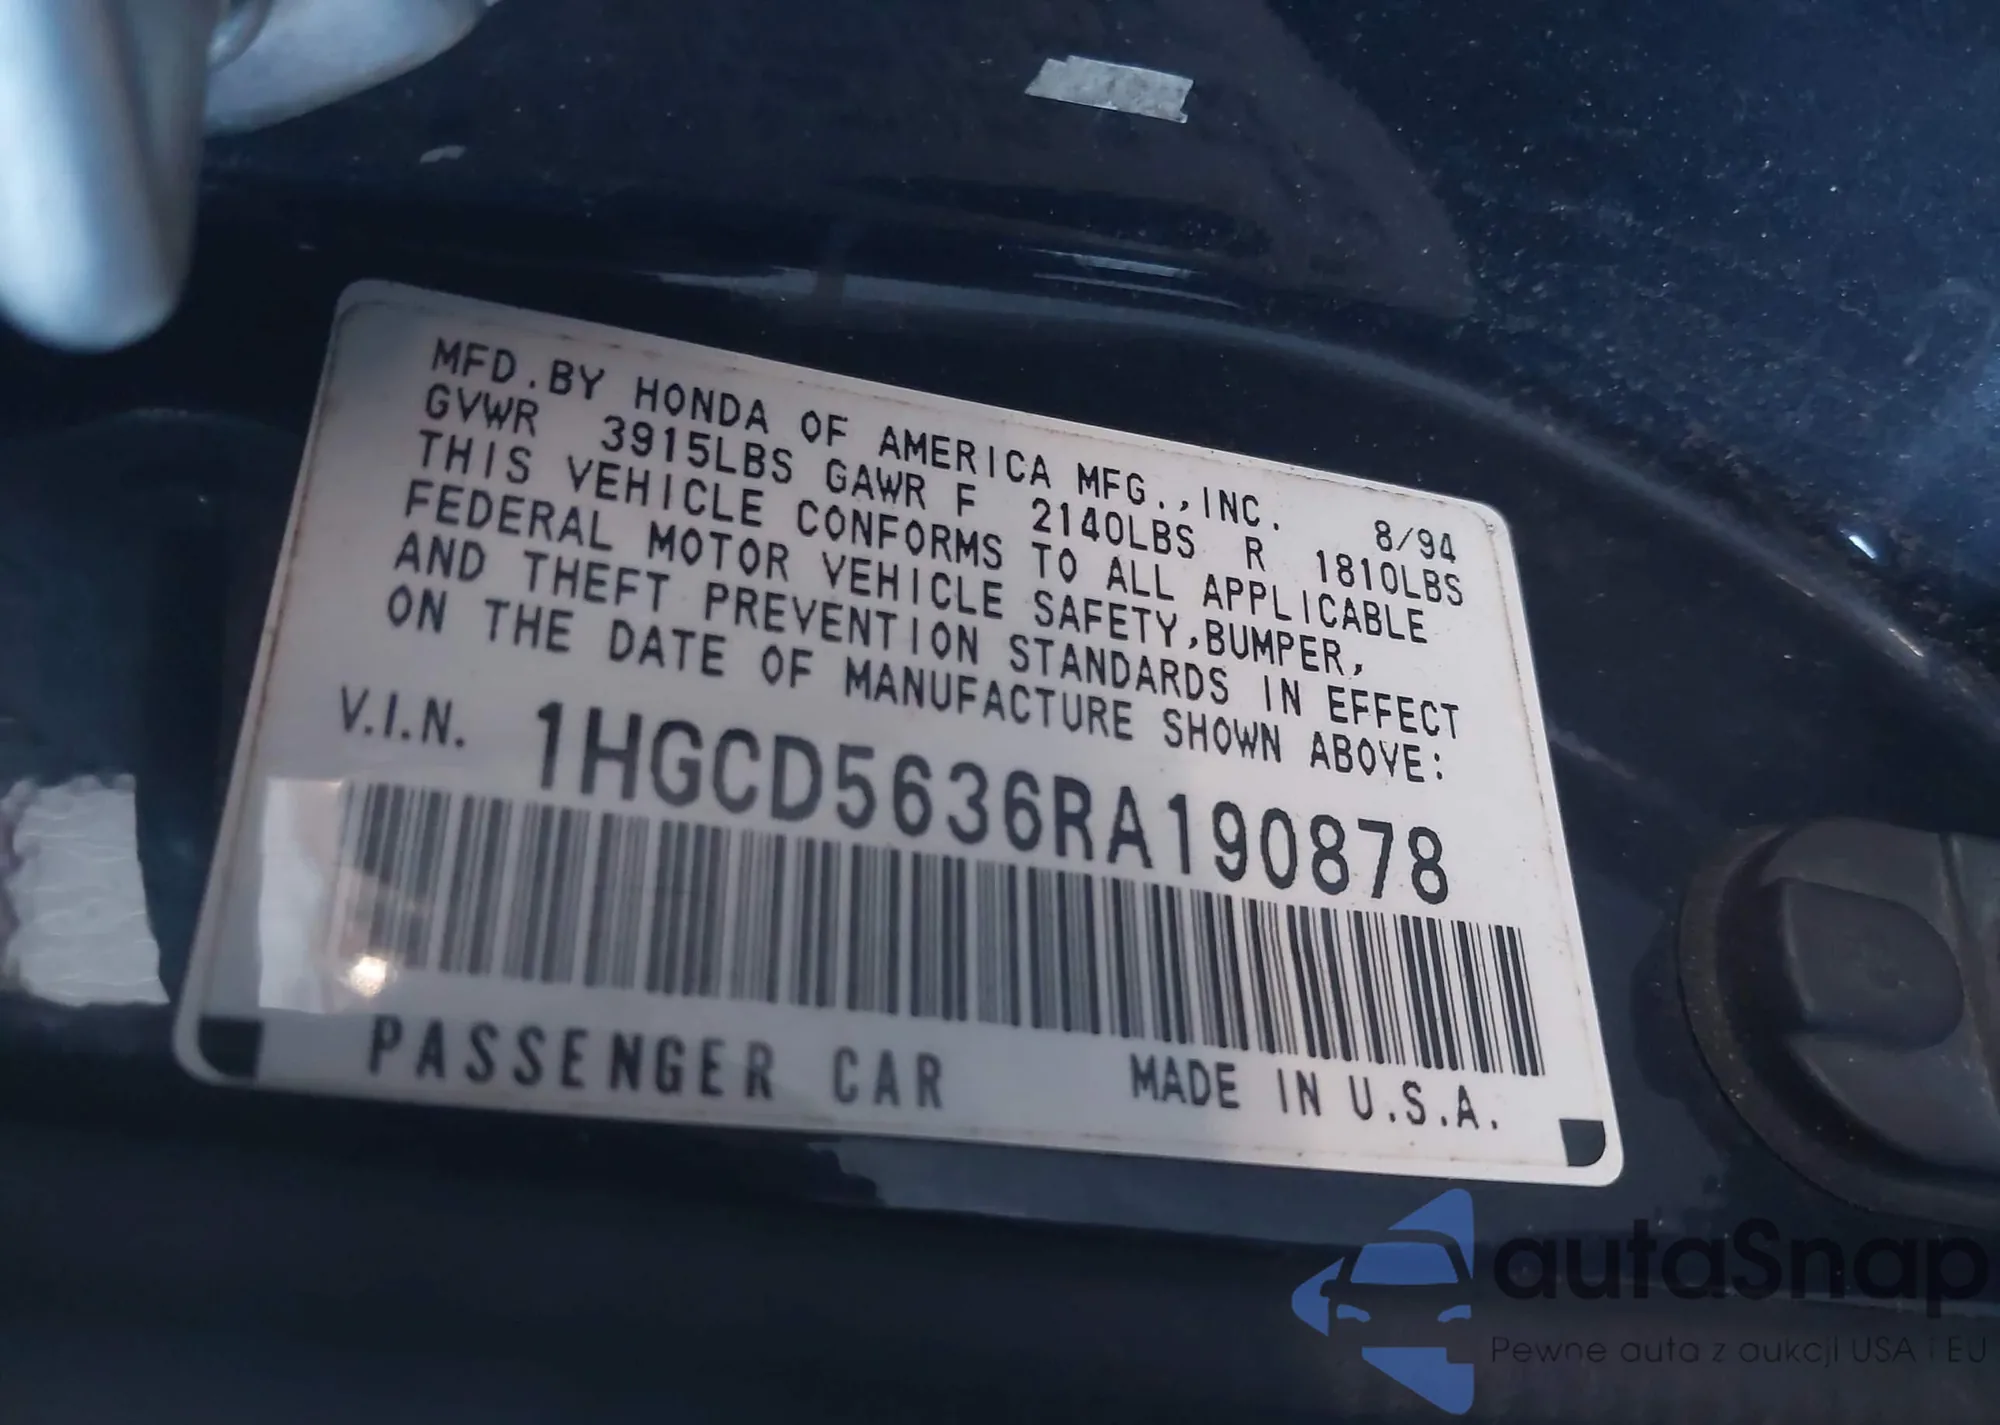 MFD.BY HONDA OF AMERICA MFG.,INC. 8/94
GVWR 3915LBS GAWR F 2140LBS R 1810LBS
THIS VEHICLE CONFORMS TO ALL APPLICABLE
FEDERAL MOTOR VEHICLE SAFETY,BUMPER,
AND THEFT PREVENTION STANDARDS IN EFFECT
ON THE DATE OF MANUFACTURE SHOWN ABOVE:
V.I.N. 1HGCD5636RA190878
PASSENGER CAR MADE IN U.S.A.
autaSnap
Pewne auta z aukcji USA i EU